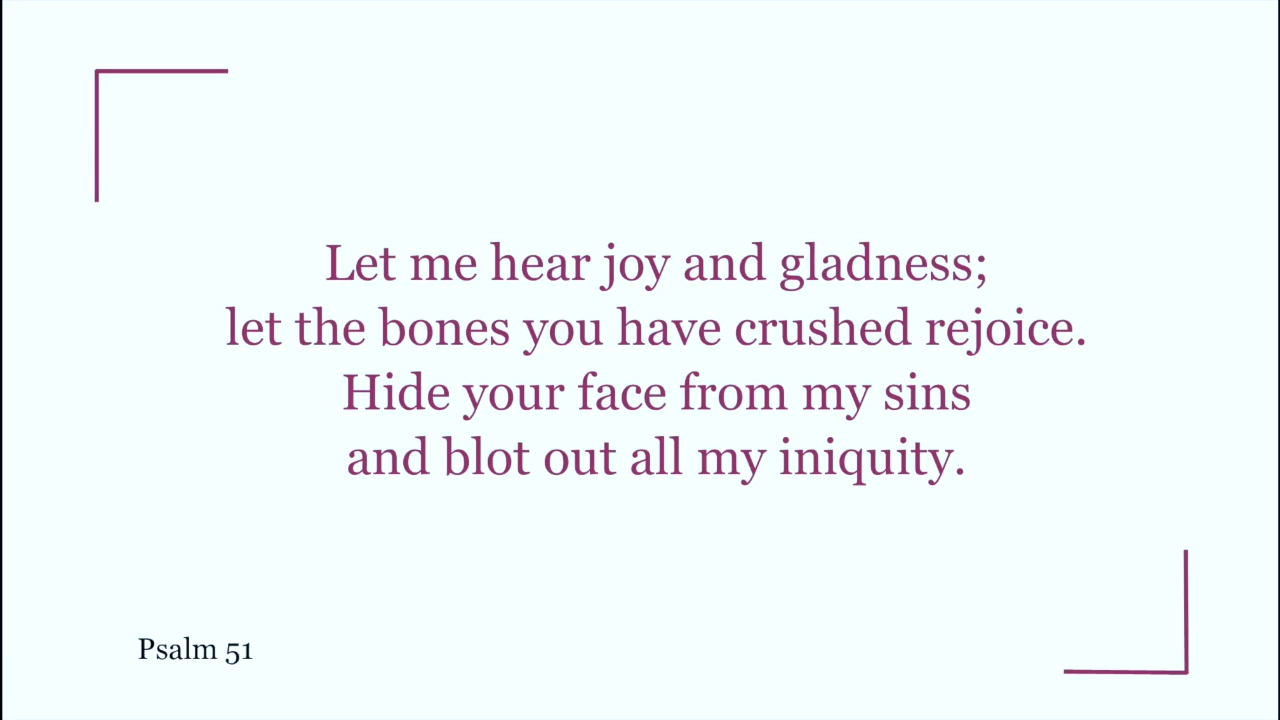 Let me hear joy and gladness;
let the bones you have crushed rejoice.
Hide your face from my sins
and blot out all my iniquity.
Psalm 51